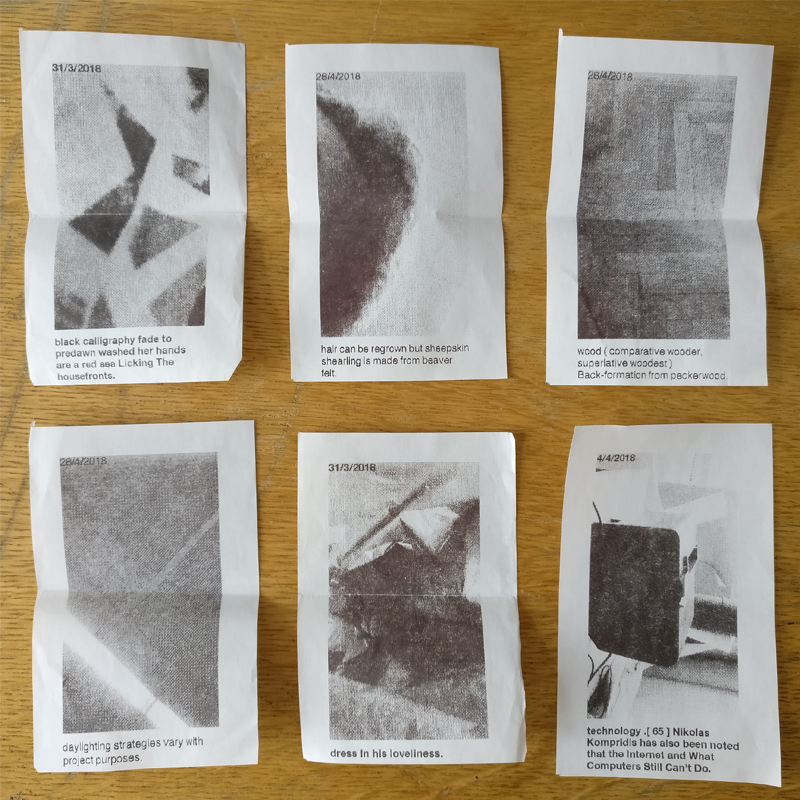 31/3/2018
black calligraphy fade to
predawn washed her hands
are a red see Licking The
housefronts.
28/4/2018
hair can be regrown but sheepskin
shearling is made from beaver
felt.
28/4/2018
wood ( comparative wooder,
superlative woodest )
Back-formation from peckerwood.
28/4/2018
daylighting strategies vary with
project purposes.
31/3/2018
dress in his loveliness.
4/4/2018
technology .[ 65 ] Nikolas
Kompridis has also been noted
that the Internet and What
Computers Still Can't Do.